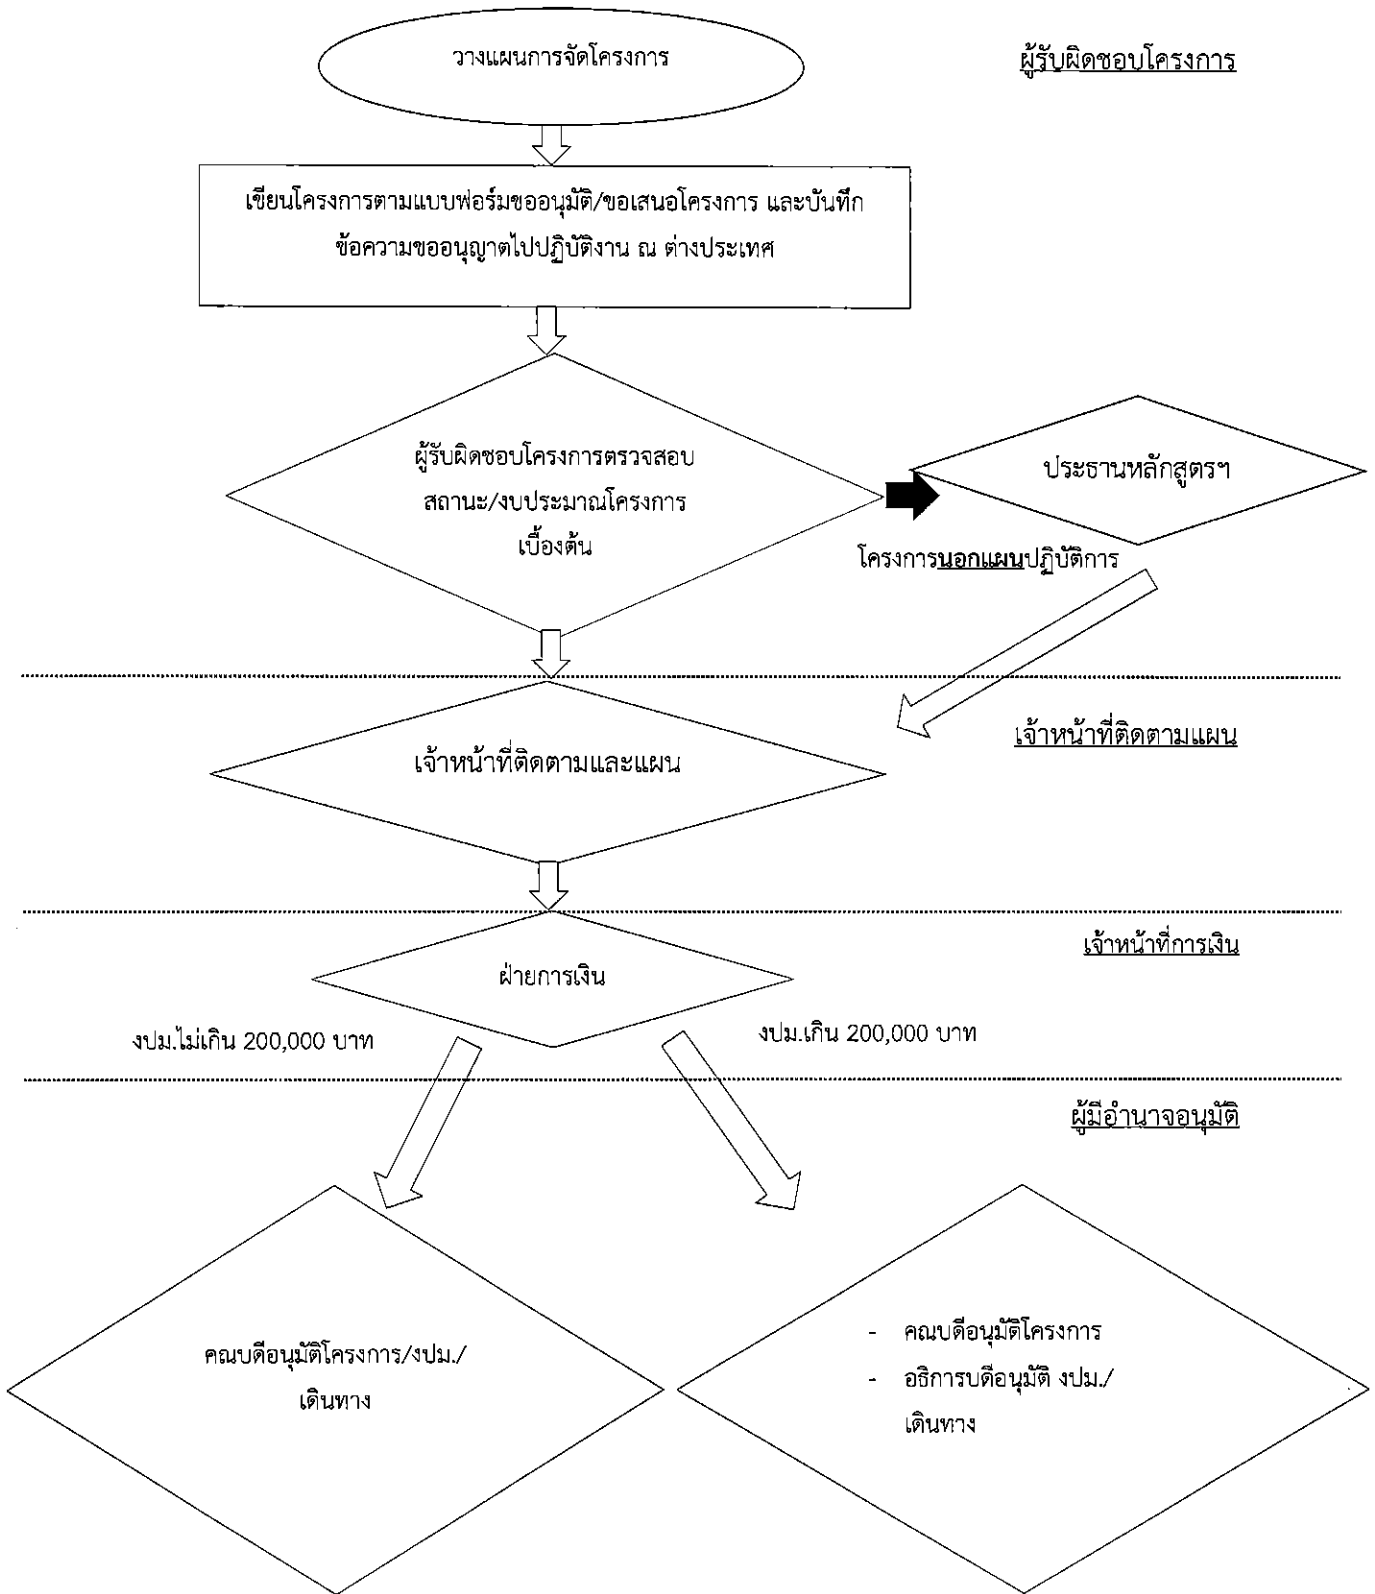 วางแผนการจัดโครงการ
ผู้รับผิดชอบโครงการ
เขียนโครงการตามแบบฟอร์มขออนุมัติ/ขอเสนอโครงการ และบันทึก
ข้อความขออนุญาตไปปฏิบัติงาน ณ ต่างประเทศ
ผู้รับผิดชอบโครงการตรวจสอบ
สถานะ/งบประมาณโครงการ
เบื้องต้น
ประธานหลักสูตรฯ
โครงการนอกแผนปฏิบัติการ
เจ้าหน้าที่ติดตามแผน
เจ้าหน้าที่ติดตามและแผน
เจ้าหน้าที่การเงิน
ฝ่ายการเงิน
งปม.ไม่เกิน 200,000 บาท
งปม.เกิน 200,000 บาท
ผู้มีอำนาจอนุมัติ
คณบดีอนุมัติโครงการ/งปม./
เดินทาง
- คณบดีอนุมัติโครงการ
- อธิการบดีอนุมัติ งปม./
เดินทาง